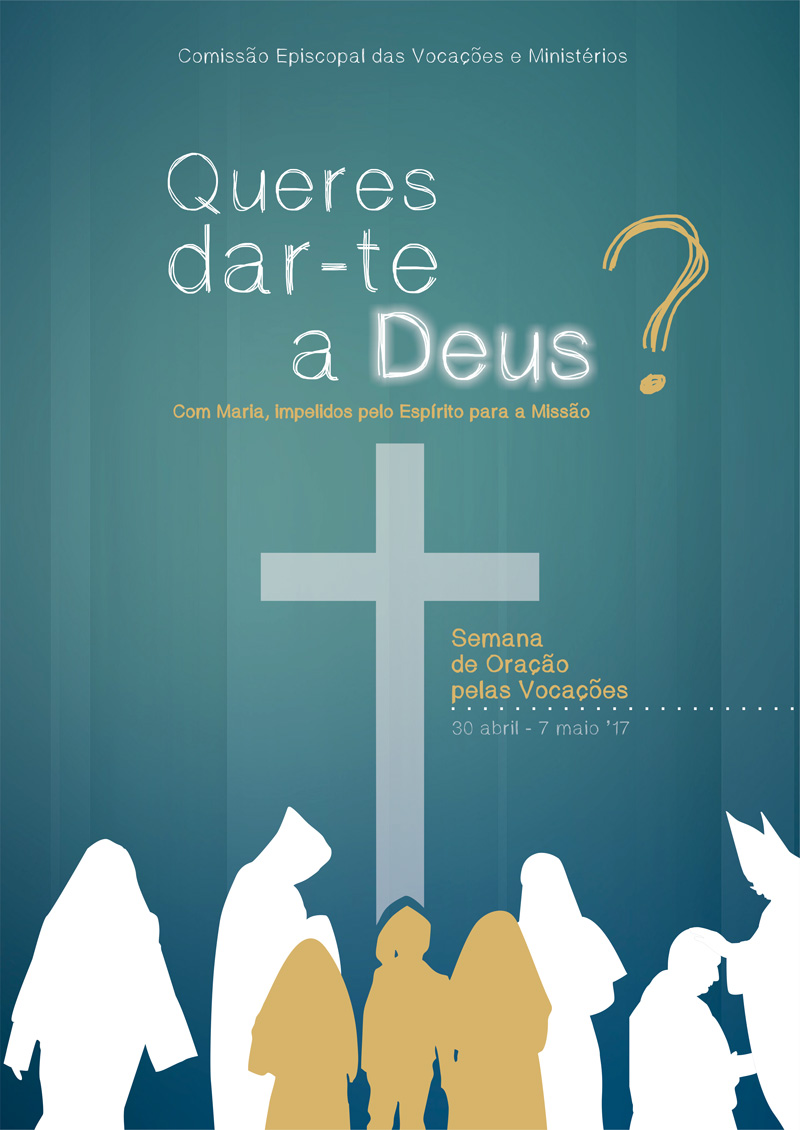 Comissão Episcopal das Vocações e Ministérios
Queres
dar-te
a Deus ?
Com Maria, impelidos pelo Espírito para a Missão
Semana
de Oração
pelas Vocações
30 abril - 7 maio '17